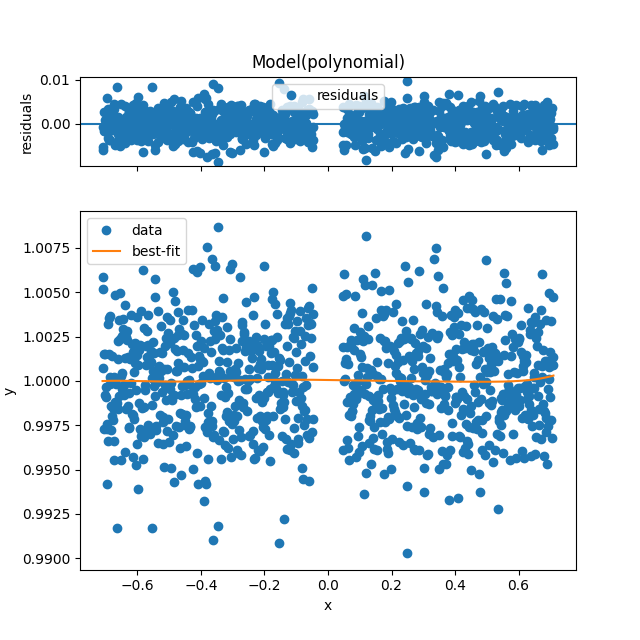 Model(polynomial)
0.01
0.00
residuals
residuals
data
best-fit
1.0075
1.0050
1.0025
1.0000
0.9975
0.9950
0.9925
0.9900
y
−0.6 −0.4 −0.2 0.0 0.2 0.4 0.6
x